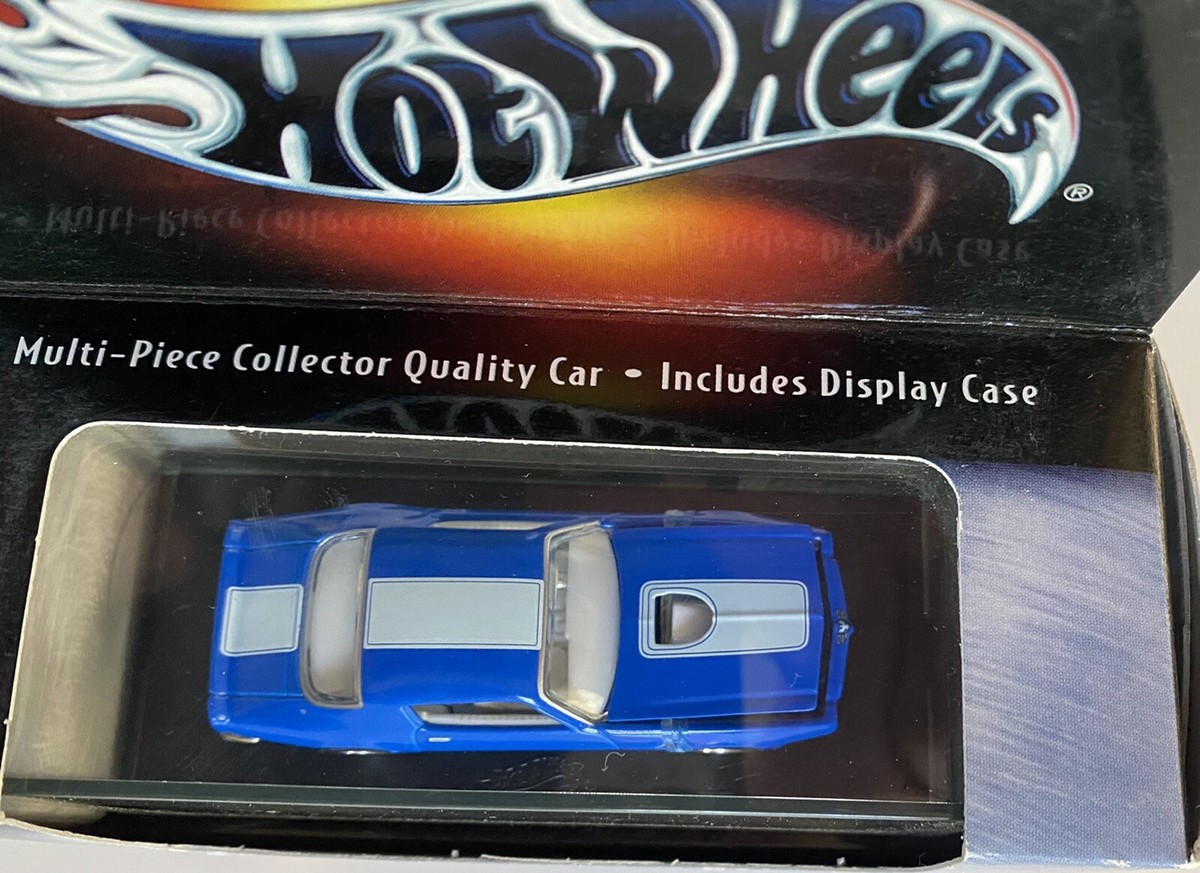 Hot Wheels ®
Multi-Piece Collector Quality Car • Includes Display Case